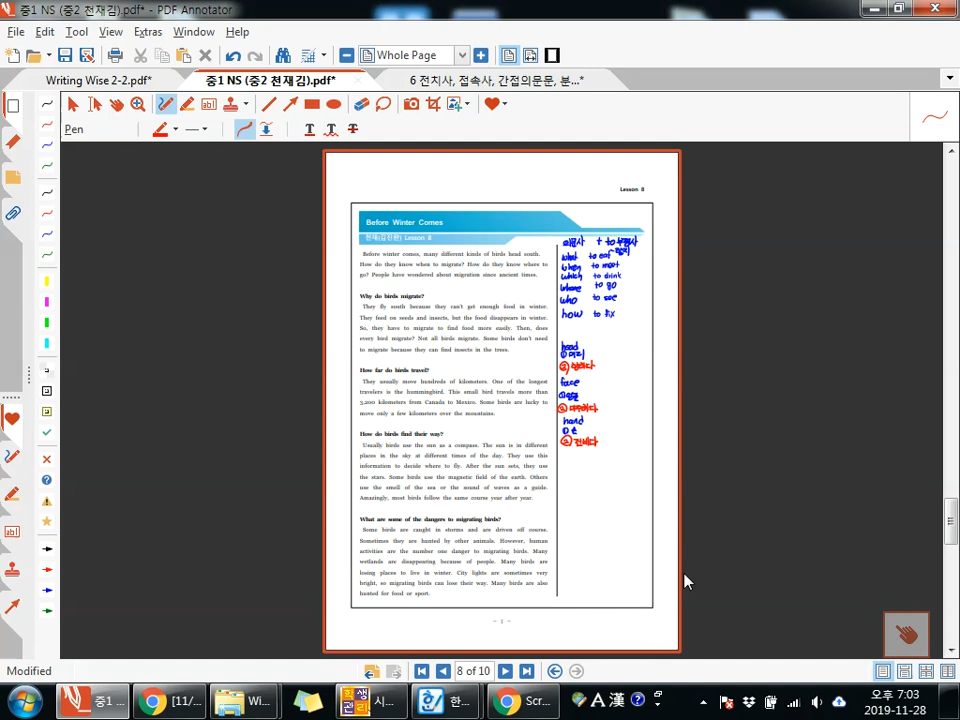 중1 NS (중2 천재김).pdf* - PDF Annotator
File Edit Tool View Extras Window Help
Whole Page
Writing Wise 2-2.pdf* 중1 NS (중2 천재김).pdf* 6 전치사, 접속사, 간접의문문, 분...*
Pen
Lesson 8
Before Winter Comes
Lesson 8
Before winter comes, many different kinds of birds head south.
How do they know when to migrate? How do they know where to
go? People have wondered about migration since ancient times.
Why do birds migrate?
They fly south because they can't get enough food in winter.
They feed on seeds and insects, but the food disappears in winter.
So, they have to migrate to find food more easily. Then, does
every bird migrate? Not all birds migrate. Some birds don't need
to migrate because they can find insects in the trees.
How far do birds travel?
They usually move hundreds of kilometers. One of the longest
travelers is the hummingbird. This small bird travels more than
3,200 kilometers from Canada to Mexico. Some birds are lucky to
move only a few kilometers over the mountains.
How do birds find their way?
Usually birds use the sun as a compass. The sun is in different
places in the sky at different times of the day. They use this
information to decide where to fly. After the sun sets, they use
the stars. Some birds use the magnetic field of the earth. Others
use the smell of the sea or the sound of waves as a guide.
Amazingly, most birds follow the same course year after year.
What are some of the dangers to migrating birds?
Some birds are caught in storms and are driven off course.
Sometimes they are hunted by other animals. However, human
activities are the number one danger to migrating birds. Many
wetlands are disappearing because of people. Many birds are
losing places to live in winter. City lights are sometimes very
bright, so migrating birds can lose their way. Many birds are also
hunted for food or sport.
의문사 + to 부정사
what to eat
when to meet
which to drink
where to go
who to see
how to fix
head
① 머리
② 향하다
face
① 얼굴
② 마주하다
hand
① 손
② 건네다
- 1 -
Modified
8 of 10
중1 ... [11/... Wi... 학생관리 시... 한... Scr... A 漢
오후 7:03
2019-11-28